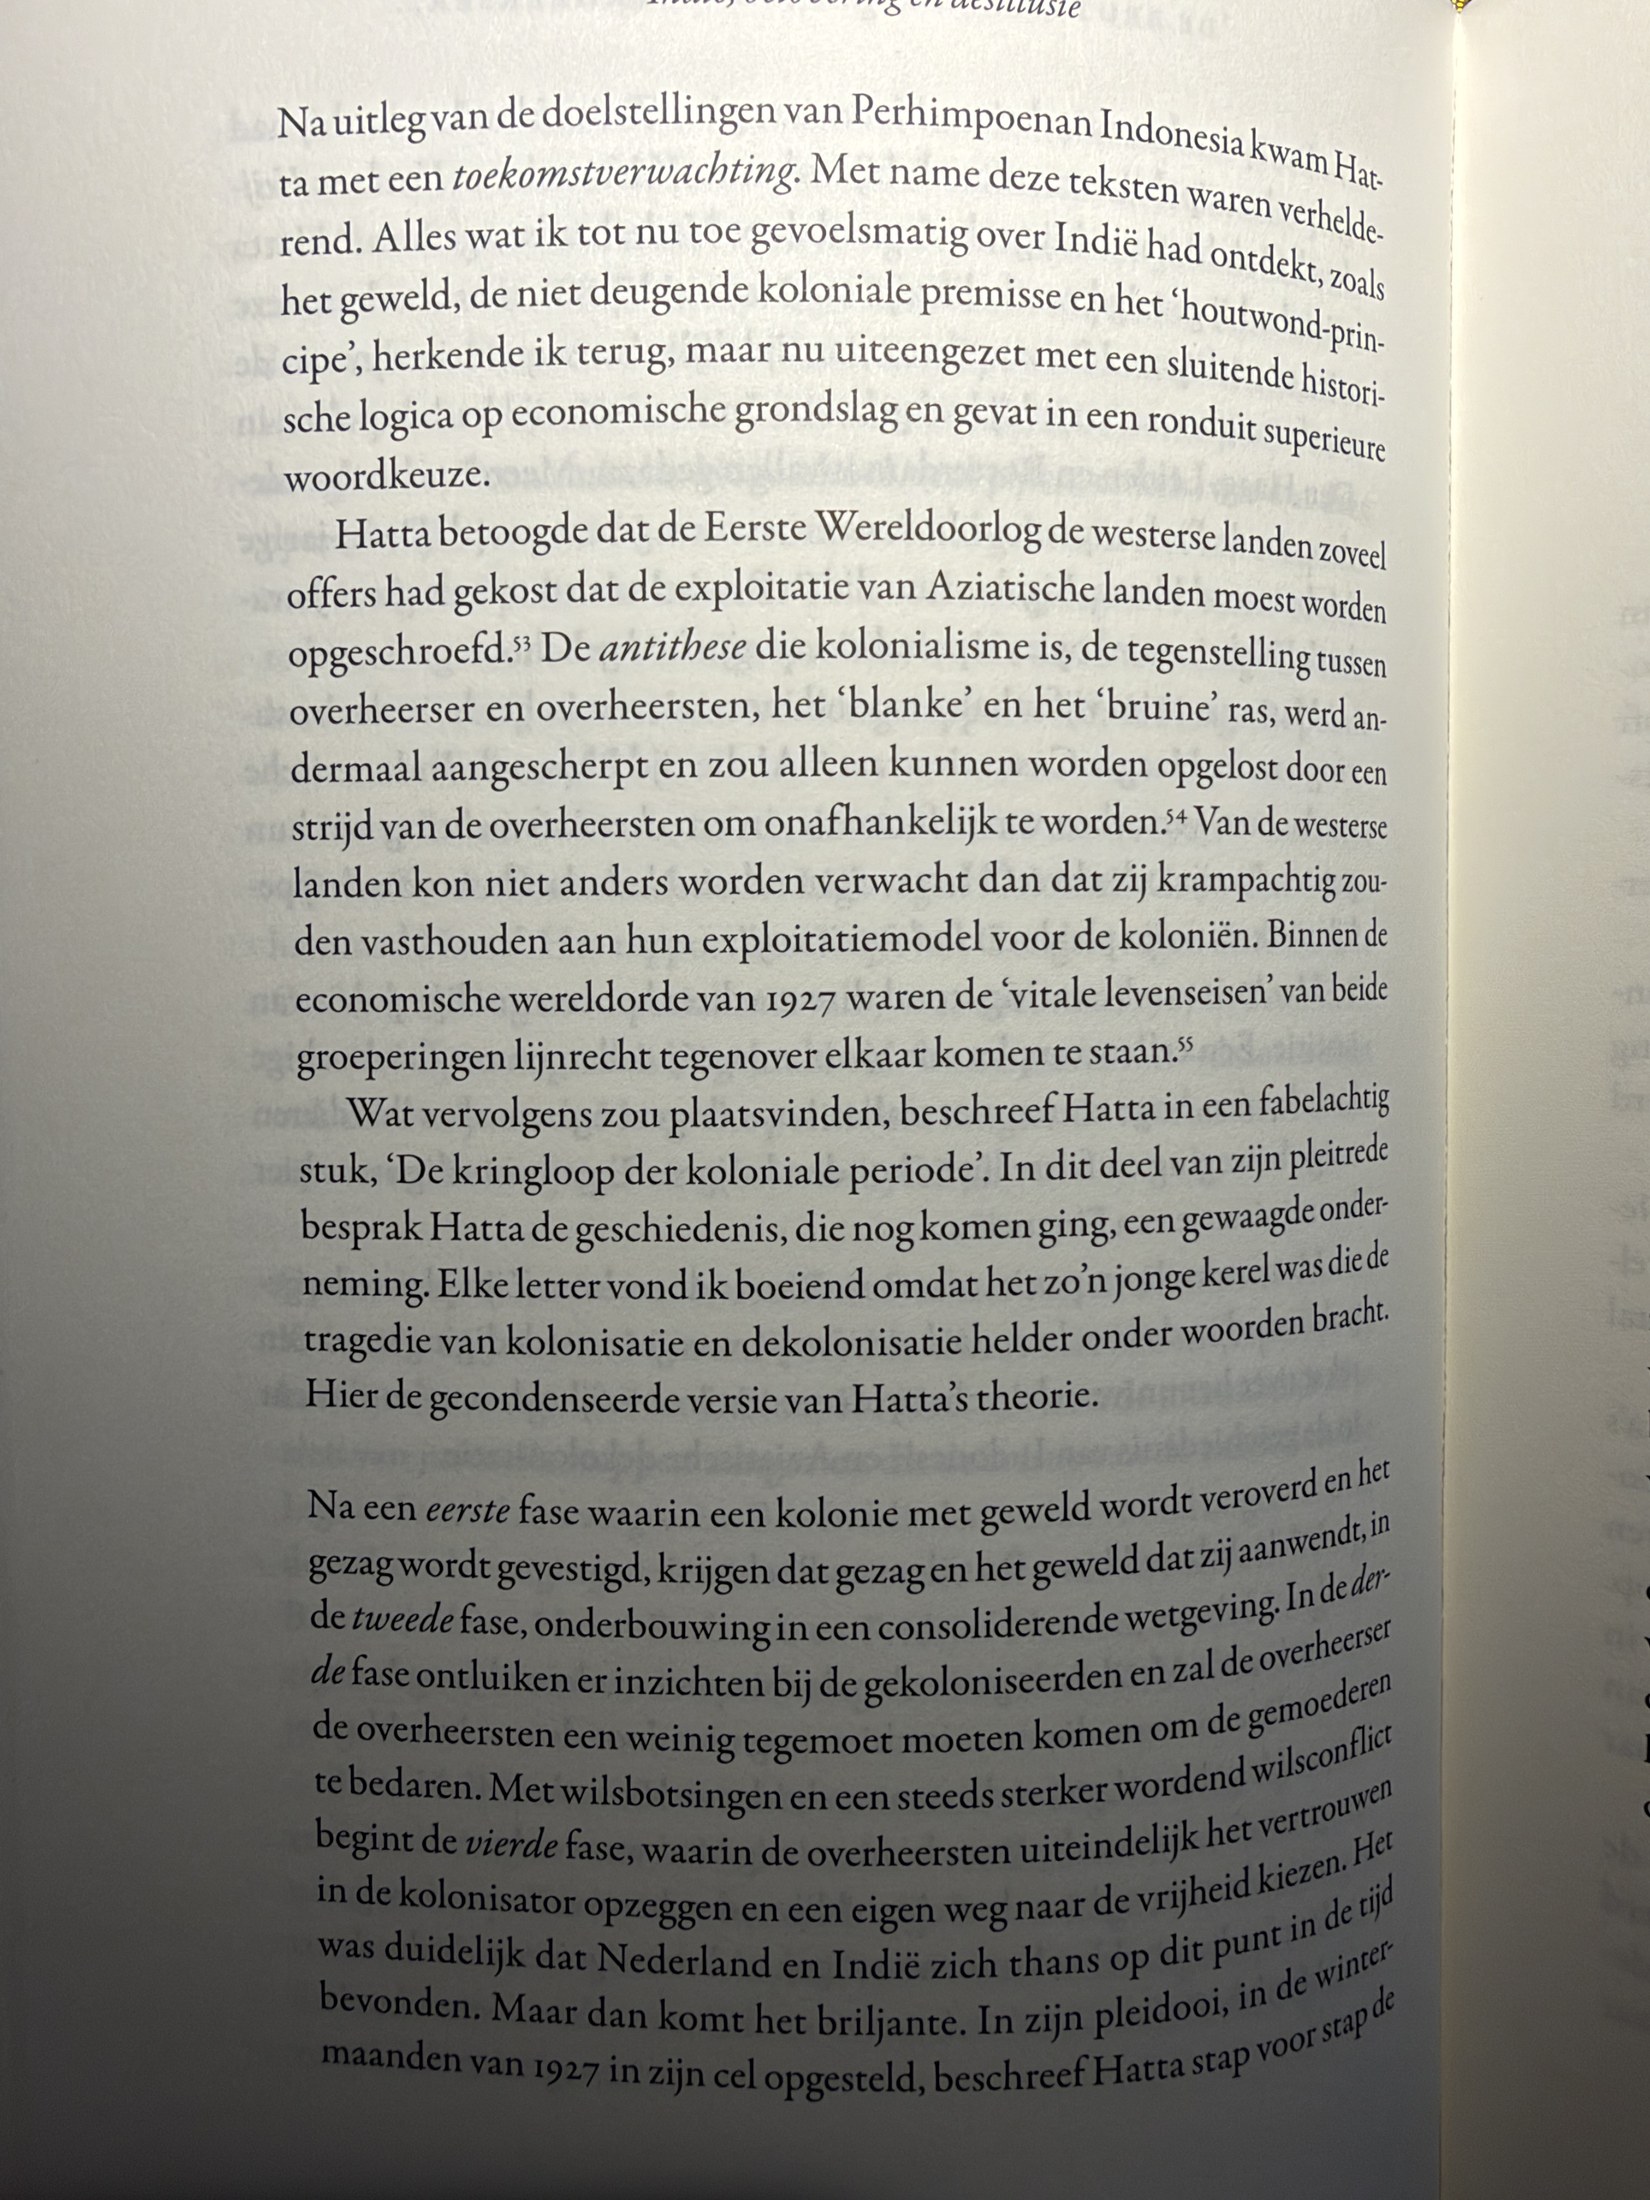 en desillusie
Na uitleg van de doelstellingen van Perhimpoenan Indonesia kwam Hat-
ta met een toekomstverwachting. Met name deze teksten waren verhelde-
rend. Alles wat ik tot nu toe gevoelsmatig over Indië had ontdekt, zoals
het geweld, de niet deugende koloniale premisse en het ‘houtwond-prin-
cipe’, herkende ik terug, maar nu uiteengezet met een sluitende histori-
sche logica op economische grondslag en gevat in een ronduit superieure
woordkeuze.
Hatta betoogde dat de Eerste Wereldoorlog de westerse landen zoveel
offers had gekost dat de exploitatie van Aziatische landen moest worden
opgeschroefd.⁵³ De antithese die kolonialisme is, de tegenstelling tussen
overheerser en overheersten, het ‘blanke’ en het ‘bruine’ ras, werd an-
dermaal aangescherpt en zou alleen kunnen worden opgelost door een
strijd van de overheersten om onafhankelijk te worden.⁵⁴ Van de westerse
landen kon niet anders worden verwacht dan dat zij krampachtig zou-
den vasthouden aan hun exploitatiemodel voor de koloniën. Binnen de
economische wereldorde van 1927 waren de ‘vitale levenseisen’ van beide
groeperingen lijnrecht tegenover elkaar komen te staan.⁵⁵
Wat vervolgens zou plaatsvinden, beschreef Hatta in een fabelachtig
stuk, ‘De kringloop der koloniale periode’. In dit deel van zijn pleitrede
besprak Hatta de geschiedenis, die nog komen ging, een gewaagde onder-
neming. Elke letter vond ik boeiend omdat het zo’n jonge kerel was die de
tragedie van kolonisatie en dekolonisatie helder onder woorden bracht.
Hier de gecondenseerde versie van Hatta’s theorie.
Na een eerste fase waarin een kolonie met geweld wordt veroverd en het
gezag wordt gevestigd, krijgen dat gezag en het geweld dat zij aanwendt, in
de tweede fase, onderbouwing in een consoliderende wetgeving. In de der-
de fase ontluiken er inzichten bij de gekoloniseerden en zal de overheerser
de overheersten een weinig tegemoet moeten komen om de gemoederen
te bedaren. Met wilsbotsingen en een steeds sterker wordend wilsconflict
begint de vierde fase, waarin de overheersten uiteindelijk het vertrouwen
in de kolonisator opzeggen en een eigen weg naar de vrijheid kiezen. Het
was duidelijk dat Nederland en Indië zich thans op dit punt in de tijd
bevonden. Maar dan komt het briljante. In zijn pleidooi, in de winter-
maanden van 1927 in zijn cel opgesteld, beschreef Hatta stap voor stap de